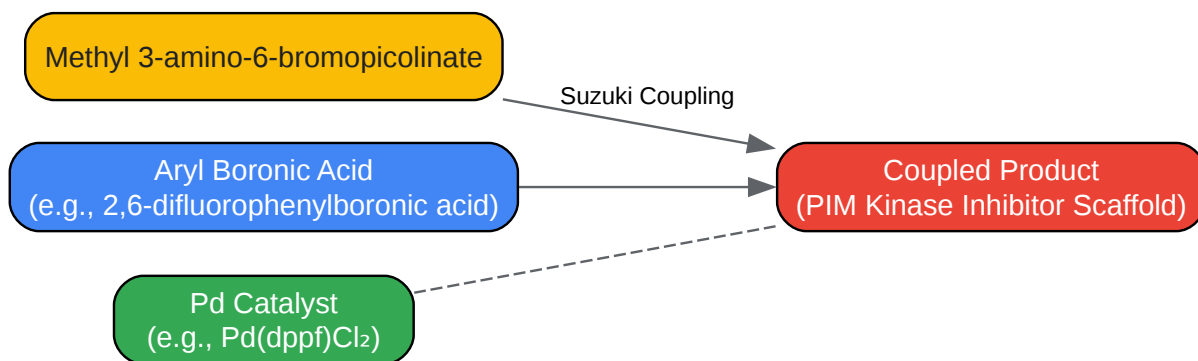 Methyl 3-amino-6-bromopicolinate
Suzuki Coupling
Aryl Boronic Acid
(e.g., 2,6-difluorophenylboronic acid)
Coupled Product
(PIM Kinase Inhibitor Scaffold)
Pd Catalyst
(e.g., Pd(dppf)Cl₂)